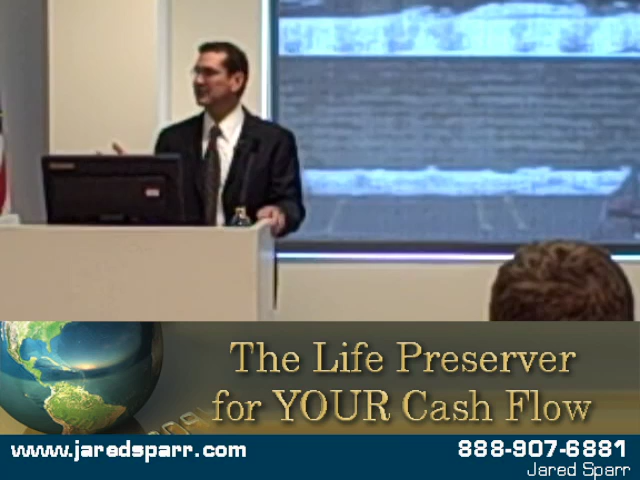 The Life Preserver
for YOUR Cash Flow
www.jaredsparr.com
888-907-6881
Jared Sparr